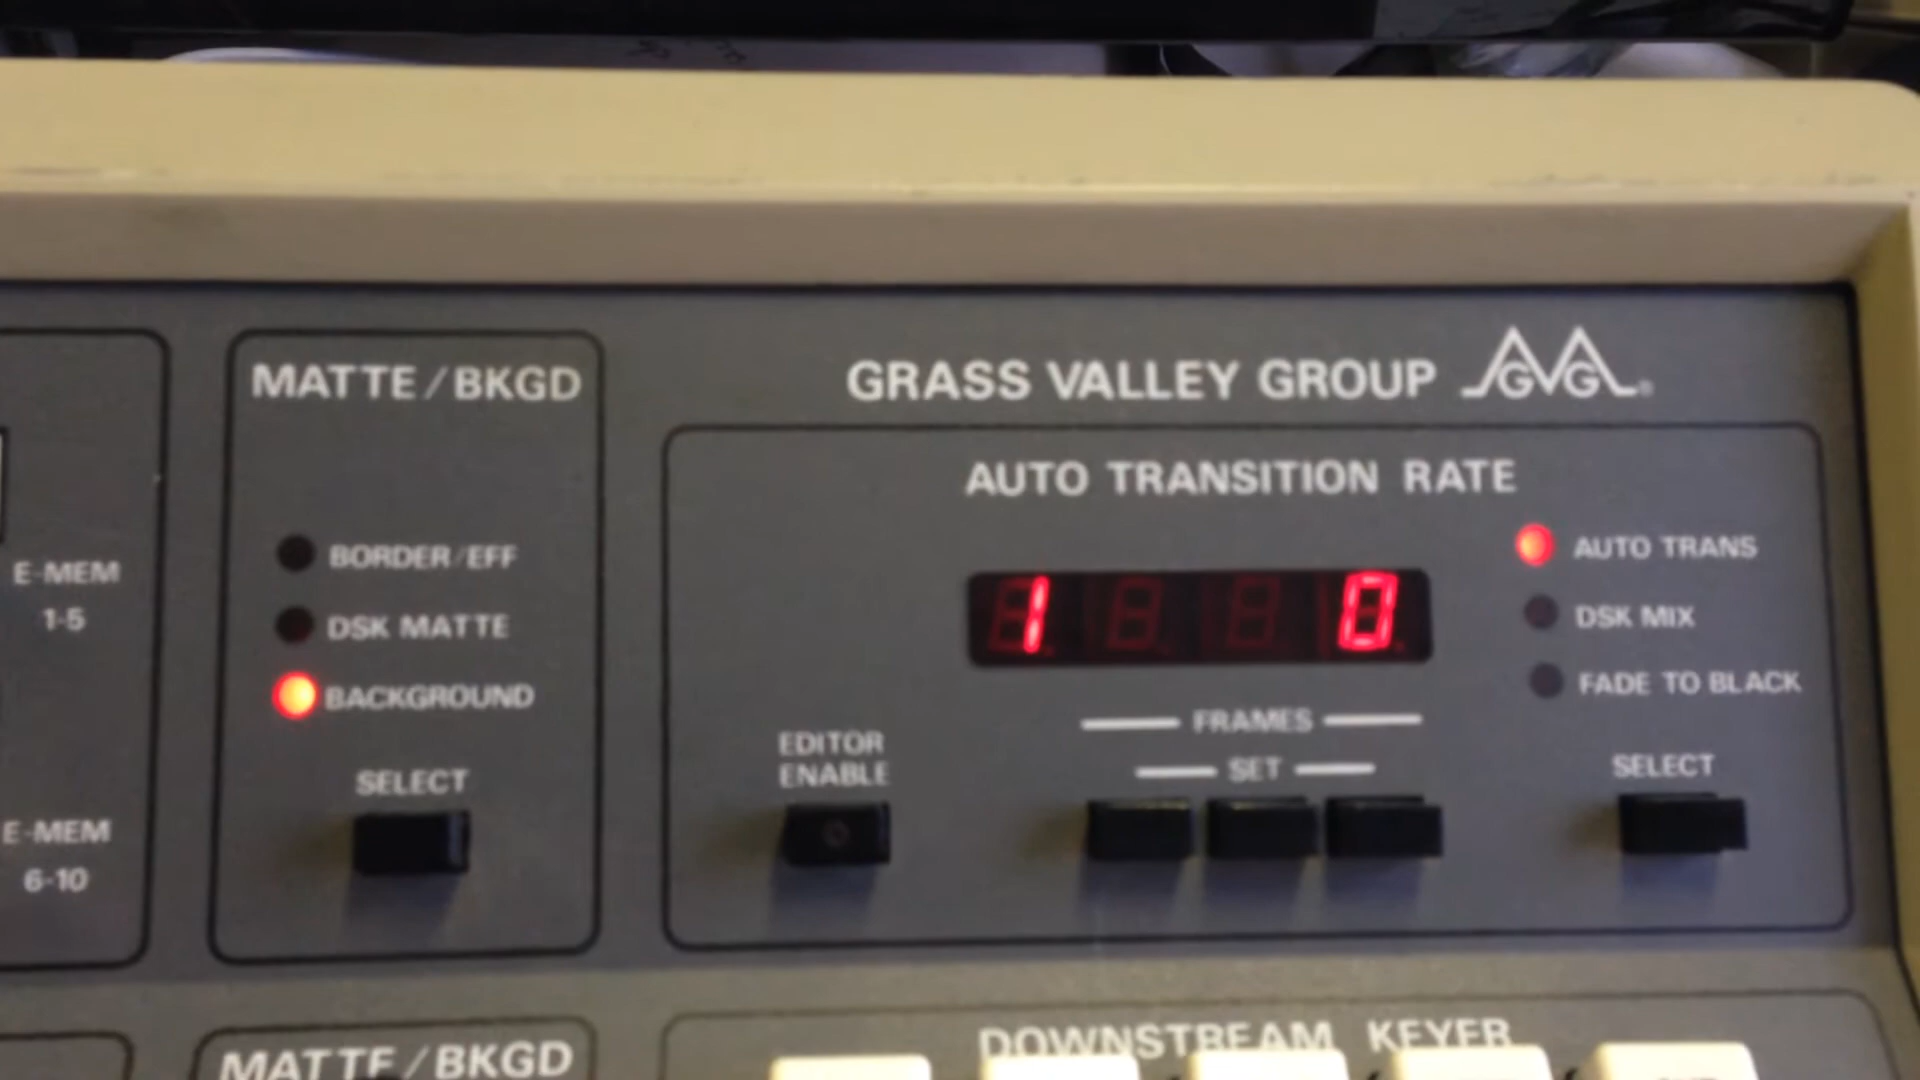 MATTE/BKGD
BORDER/EFF
DSK MATTE
BACKGROUND
SELECT
E-MEM
1-5
E-MEM
6-10
GRASS VALLEY GROUP GVG®
AUTO TRANSITION RATE
1 0
AUTO TRANS
DSK MIX
FADE TO BLACK
FRAMES
SET
EDITOR
ENABLE
SELECT
DOWNSTREAM KEYER
MATTE/BKGD